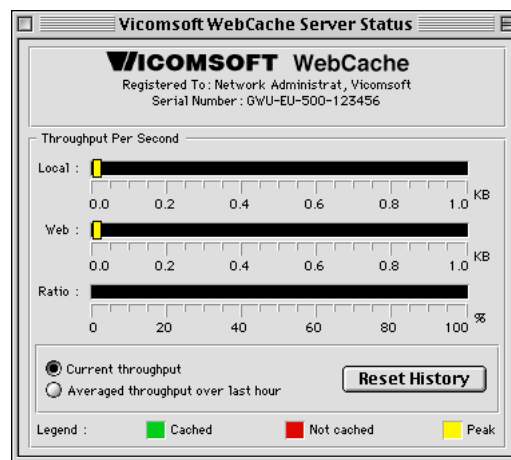 Vicomsoft WebCache Server Status
VICOMSOFT WebCache
Registered To: Network Administrat, Vicomsoft
Serial Number: GWU-EU-500-123456
Throughput Per Second
Local :
0.0 0.2 0.4 0.6 0.8 1.0 KB
Web :
0.0 0.2 0.4 0.6 0.8 1.0 KB
Ratio :
0 20 40 60 80 100 %
Current throughput
Averaged throughput over last hour
Reset History
Legend : Cached Not cached Peak